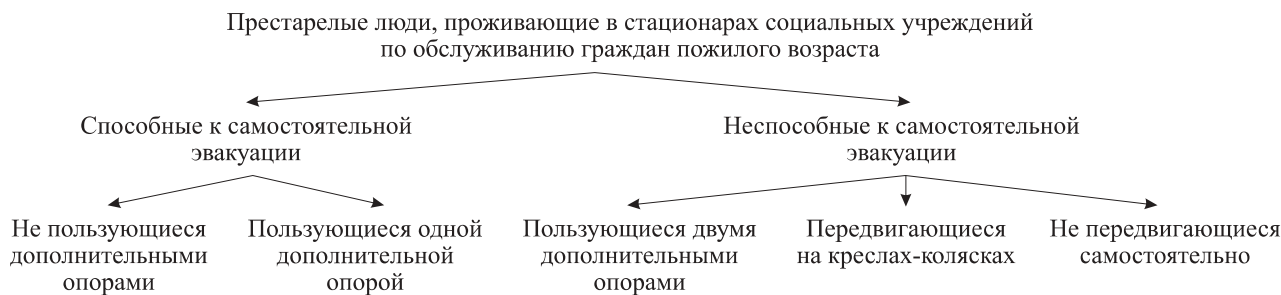 Престарелые люди, проживающие в стационарах социальных учреждений
по обслуживанию граждан пожилого возраста
Способные к самостоятельной
эвакуации
Неспособные к самостоятельной
эвакуации
Не пользующиеся
дополнительными
опорами
Пользующиеся одной
дополнительной
опорой
Пользующиеся двумя
дополнительными
опорами
Передвигающиеся
на креслах-колясках
Не передвигающиеся
самостоятельно